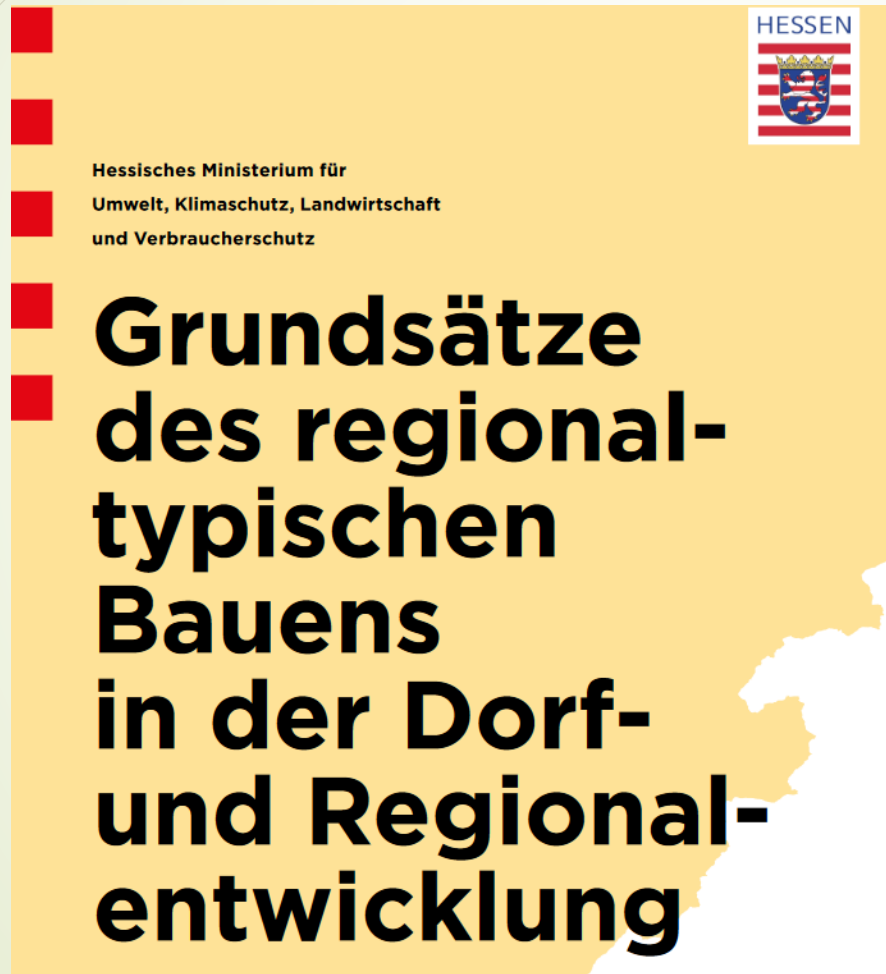 HESSEN
Hessisches Ministerium für
Umwelt, Klimaschutz, Landwirtschaft
und Verbraucherschutz
Grundsätze
des regional-
typischen
Bauens
in der Dorf-
und Regional-
entwicklung